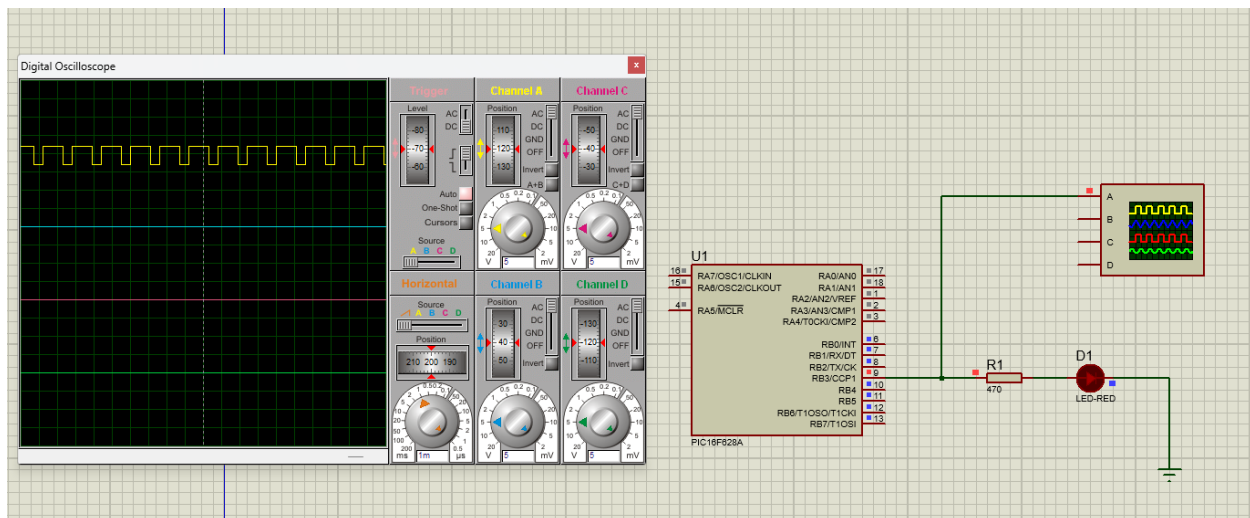 Digital Oscilloscope
x
Trigger
Level
AC
DC
-80
-70
-60
Auto
One-Shot
Cursors
Source
A B C D
Channel A
Position
AC
DC
GND
OFF
110
120
130
Invert
A+B
V 5 mV
Channel C
Position
AC
DC
GND
OFF
-50
-40
-30
Invert
C+D
V 5 mV
Horizontal
Source
A B C D
Position
210 200 190
ms 1m µs
Channel B
Position
AC
DC
GND
OFF
30
40
50
Invert
V 5 mV
Channel D
Position
AC
DC
GND
OFF
-130
-120
-110
Invert
V 5 mV
U1
16 RA7/OSC1/CLKIN RA0/AN0 17
15 RA6/OSC2/CLKOUT RA1/AN1 18
RA2/AN2/VREF 1
4 RA5/MCLR RA3/AN3/CMP1 2
RA4/T0CKI/CMP2 3
RB0/INT 6
RB1/RX/DT 7
RB2/TX/CK 8
RB3/CCP1 9
RB4 10
RB5 11
RB6/T1OSO/T1CKI 12
RB7/T1OSI 13
PIC16F628A
R1
470
D1
LED-RED
A
B
C
D